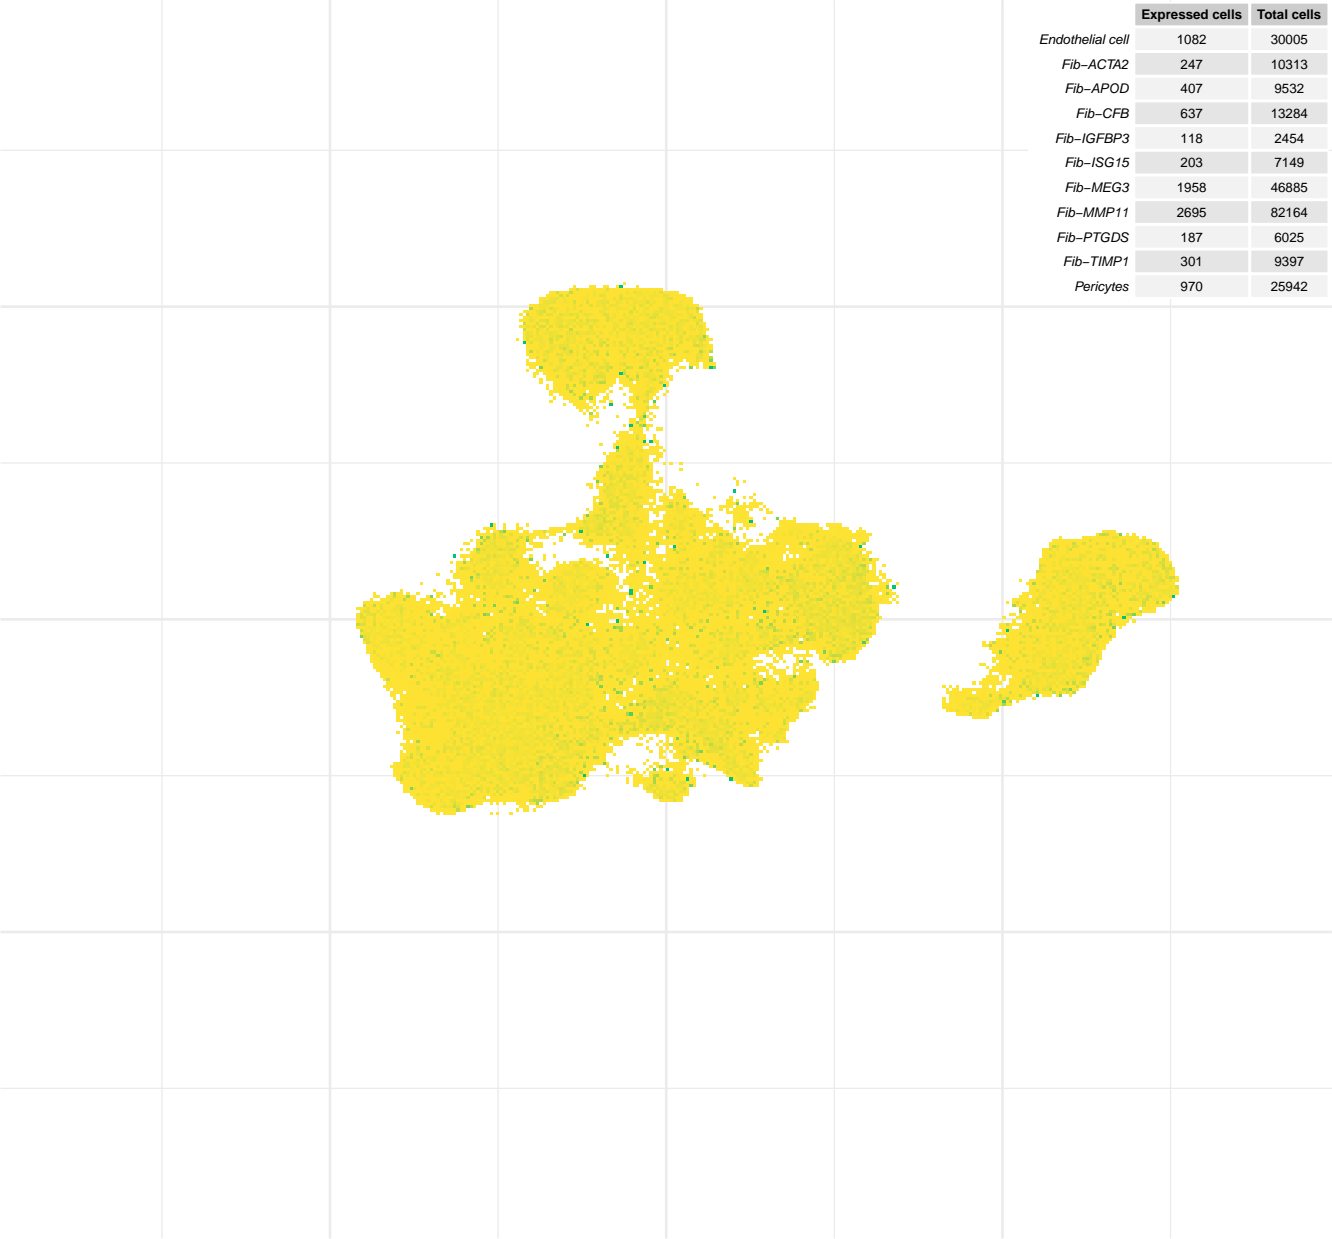 Expressed cells Total cells
Endothelial cell 1082 30005
Fib−ACTA2 247 10313
Fib−APOD 407 9532
Fib−CFB 637 13284
Fib−IGFBP3 118 2454
Fib−ISG15 203 7149
Fib−MEG3 1958 46885
Fib−MMP11 2695 82164
Fib−PTGDS 187 6025
Fib−TIMP1 301 9397
Pericytes 970 25942